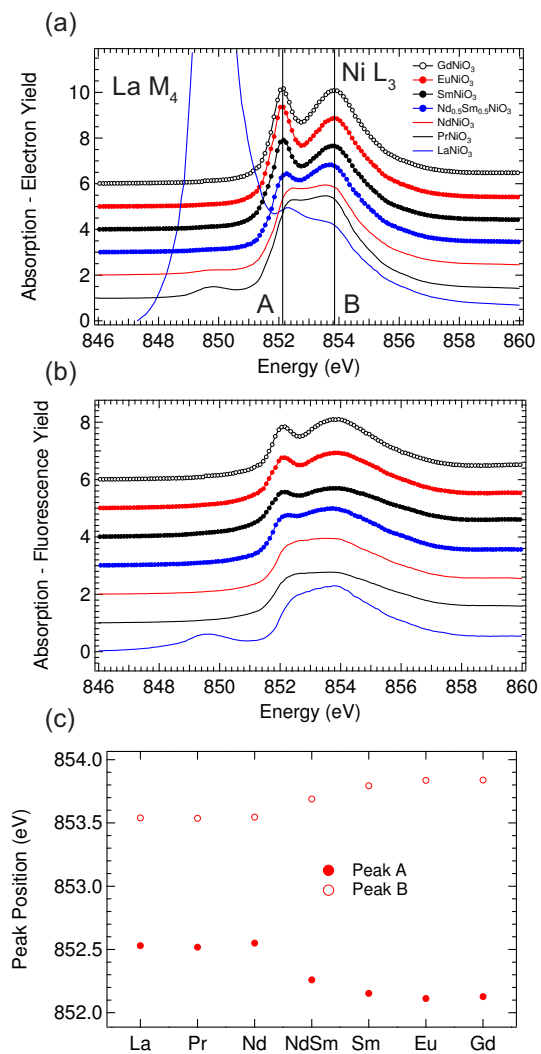 (a)
La M4
Ni L3
GdNiO3
EuNiO3
SmNiO3
Nd0.5Sm0.5NiO3
NdNiO3
PrNiO3
LaNiO3
Absorption - Electron Yield
10
8
6
4
2
0
A
B
846 848 850 852 854 856 858 860
Energy (eV)
(b)
Absorption - Fluorescence Yield
8
6
4
2
0
846 848 850 852 854 856 858 860
Energy (eV)
(c)
Peak Position (eV)
854.0
853.5
853.0
852.5
852.0
Peak A
Peak B
La Pr Nd NdSm Sm Eu Gd